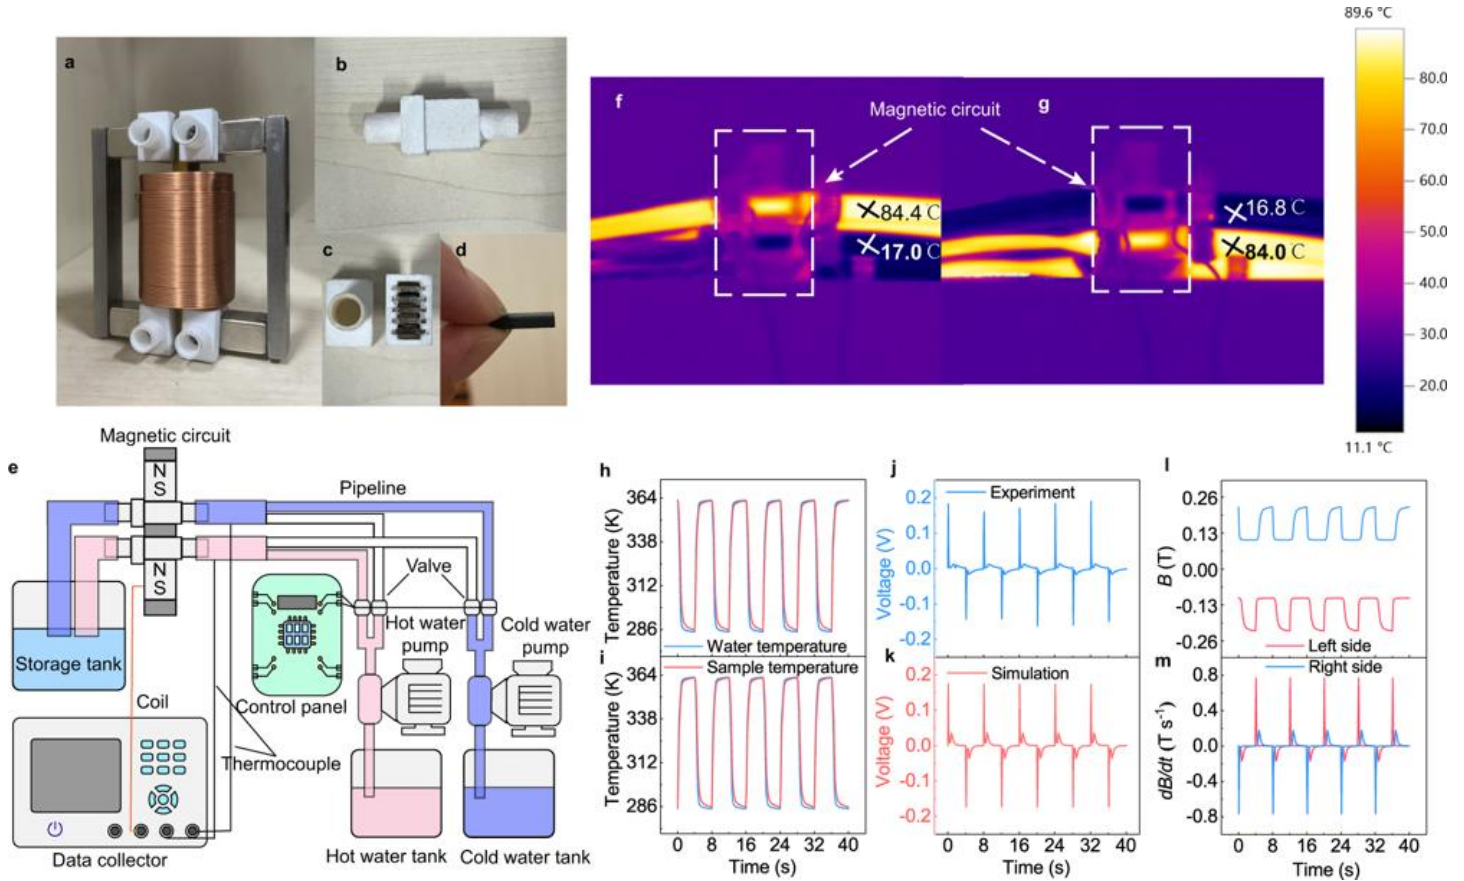 a
b
c
d
f
Magnetic circuit
g
84.4 ℃
17.0 ℃
16.8 ℃
84.0 ℃
89.6 °C
80.0
70.0
60.0
50.0
40.0
30.0
20.0
11.1 °C
e
Magnetic circuit
N
S
N
S
Pipeline
Valve
Hot water
pump
Cold water
pump
Storage tank
Control panel
Coil
Thermocouple
Data collector
Hot water tank
Cold water tank
h
364
338
312
286
Temperature (K)
Water temperature
i
Sample temperature
364
338
312
286
Temperature (K)
0 8 16 24 32 40
Time (s)
j
Experiment
0.2
0.1
0.0
-0.1
-0.2
Voltage (V)
k
Simulation
0.2
0.1
0.0
-0.1
-0.2
Voltage (V)
0 8 16 24 32 40
Time (s)
l
0.26
0.13
0.00
-0.13
-0.26
B (T)
Left side
m
Right side
0.8
0.4
0.0
-0.4
-0.8
dB/dt (T s⁻¹)
0 8 16 24 32 40
Time (s)